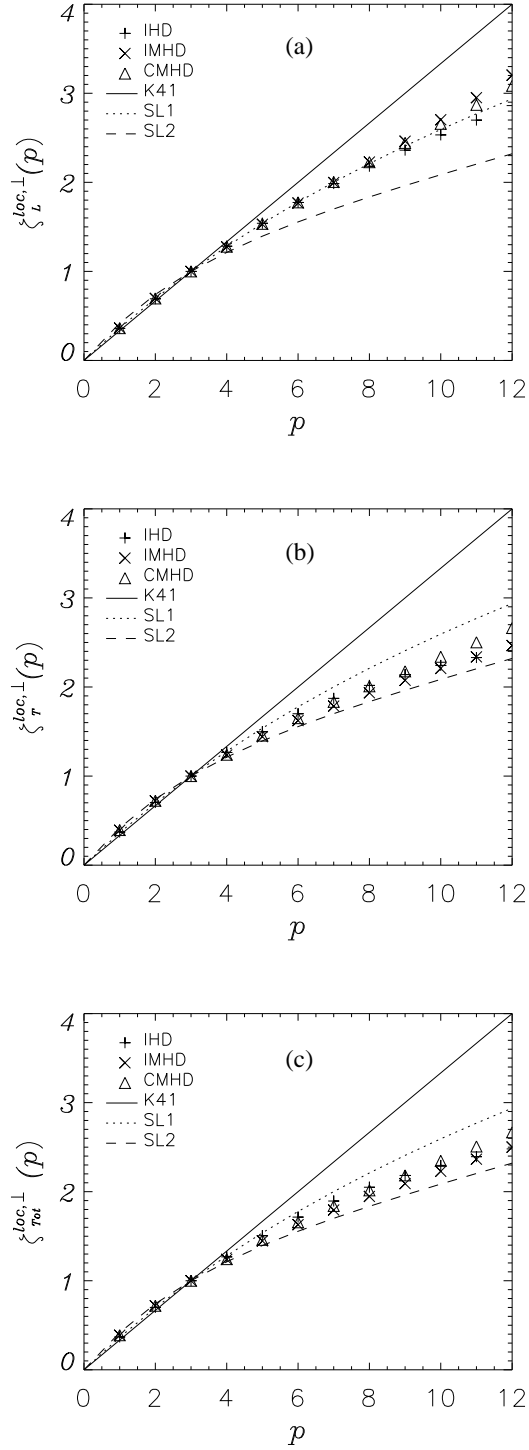 4
IHD
(a)
IMHD
CMHD
3
K41
SL1
SL2
2
1
0
0 2 4 6 8 10 12
p
ζ_L^{loc,⊥}(p)
4
IHD
(b)
IMHD
CMHD
3
K41
SL1
SL2
2
1
0
0 2 4 6 8 10 12
p
ζ_T^{loc,⊥}(p)
4
IHD
(c)
IMHD
CMHD
3
K41
SL1
SL2
2
1
0
0 2 4 6 8 10 12
p
ζ_{Tot}^{loc,⊥}(p)